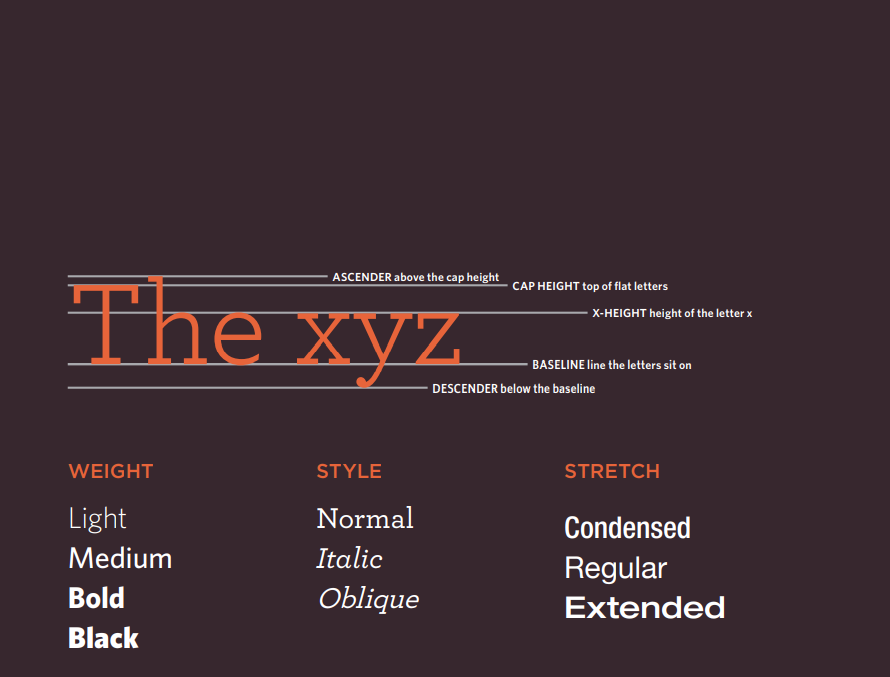 ASCENDER above the cap height
CAP HEIGHT top of flat letters
The xyz
X-HEIGHT height of the letter x
BASELINE line the letters sit on
DESCENDER below the baseline
WEIGHT
Light
Medium
Bold
Black
STYLE
Normal
Italic
Oblique
STRETCH
Condensed
Regular
Extended